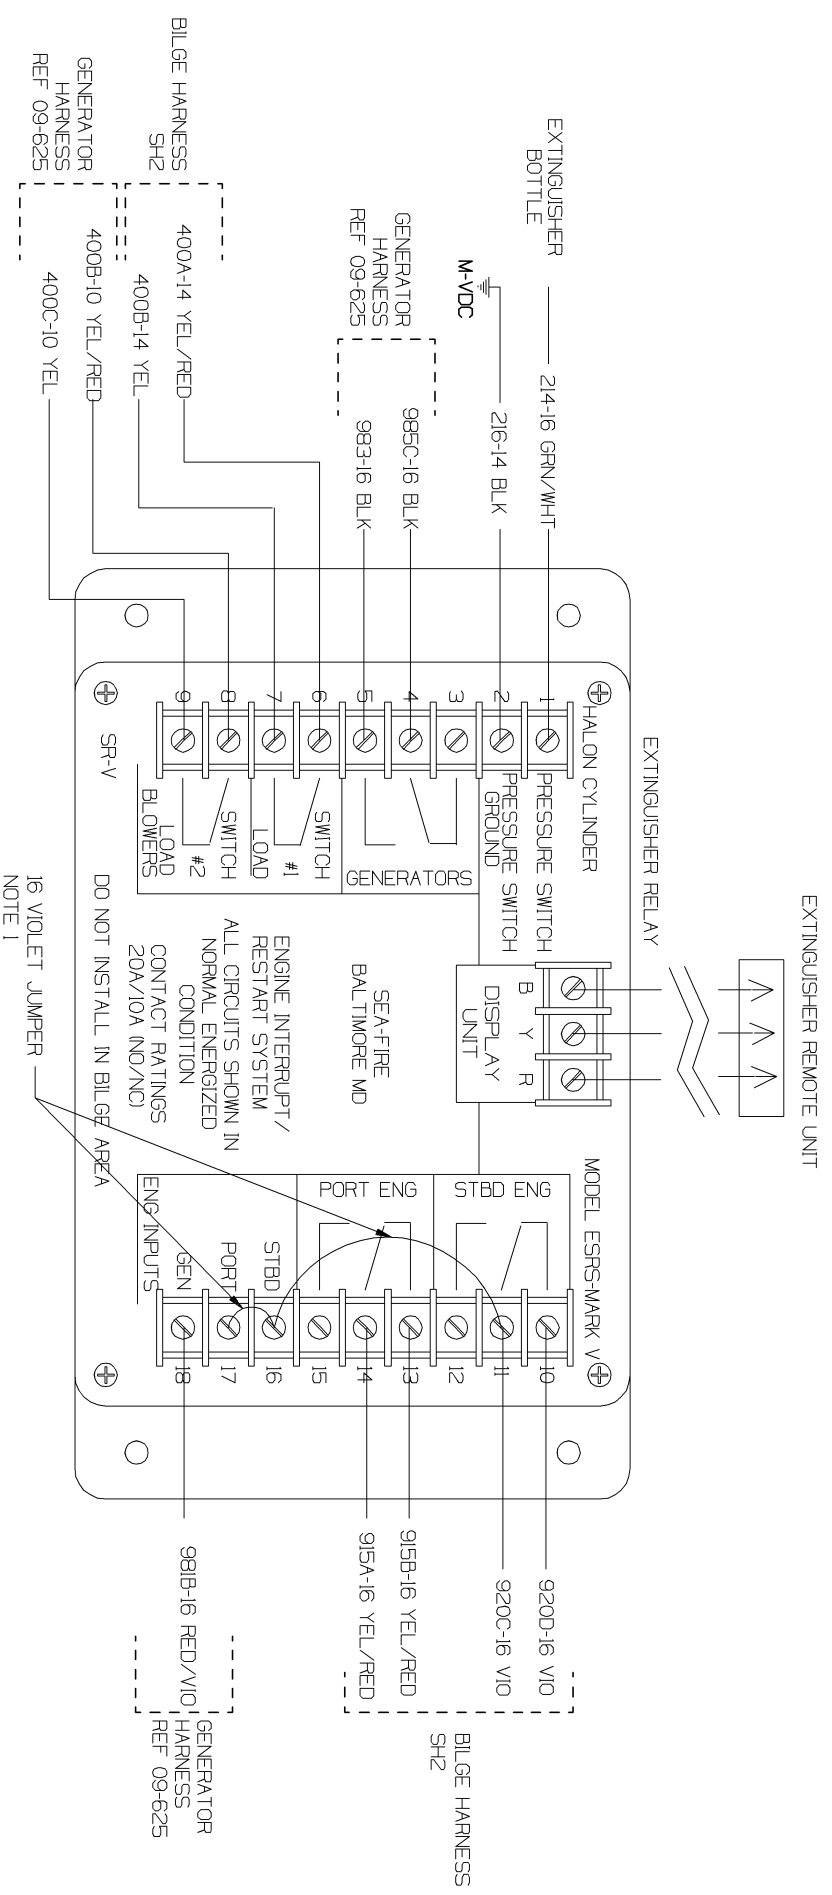 EXTINGUISHER REMOTE UNIT
EXTINGUISHER RELAY
EXTINGUISHER
BOTTLE
214-16 GRN/WHT
M-VDC
216-14 BLK
GENERATOR
HARNESS
REF 09-625
985C-16 BLK
983-16 BLK
BILGE HARNESS
SH2
400A-14 YEL/RED
400B-14 YEL
GENERATOR
HARNESS
REF 09-625
400B-10 YEL/RED
400C-10 YEL
HALON CYLINDER
1
PRESSURE SWITCH
2
PRESSURE SWITCH
GROUND
3
4
5
GENERATORS
6
SWITCH
#1
7
LOAD
8
SWITCH
#2
9
LOAD
BLOWERS
SR-V
B
Y
R
DISPLAY
UNIT
SEA-FIRE
BALTIMORE MD
ENGINE INTERRUPT/
RESTART SYSTEM
ALL CIRCUITS SHOWN IN
NORMAL ENERGIZED
CONDITION
CONTACT RATINGS
20A/10A (NO/NC)
DO NOT INSTALL IN BILGE AREA
MODEL ESRS-MARK V
STBD ENG
PORT ENG
10
11
12
13
14
15
STBD
16
PORT
17
GEN
18
ENG INPUTS
920D-16 VIO
920C-16 VIO
915B-16 YEL/RED
915A-16 YEL/RED
BILGE HARNESS
SH2
981B-16 RED/VIO
GENERATOR
HARNESS
REF 09-625
16 VIOLET JUMPER
NOTE 1